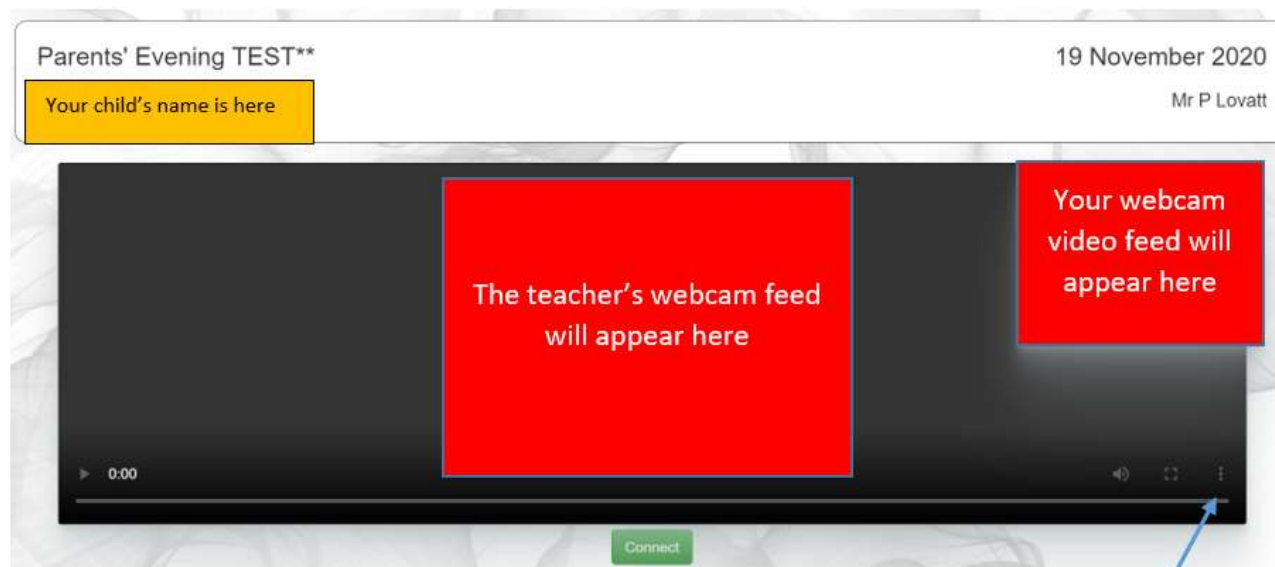 Parents' Evening TEST**
19 November 2020
Your child's name is here
Mr P Lovatt
Your webcam
video feed will
appear here
The teacher's webcam feed
will appear here
0:00
Connect